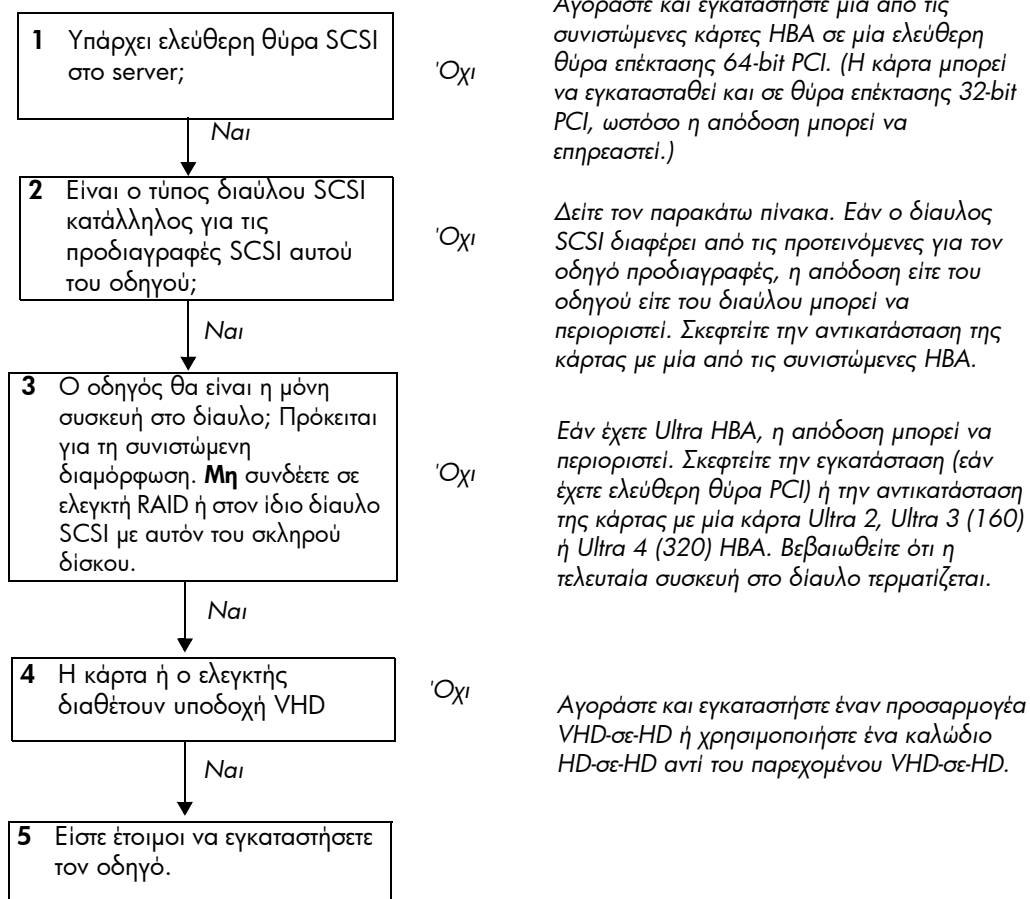 Αγοράστε και εγκαταστήστε μία από τις
1 Υπάρχει ελεύθερη θύρα SCSI
στο server;
Όχι
συνιστώμενες κάρτες HBA σε μία ελεύθερη
θύρα επέκτασης 64-bit PCI. (Η κάρτα μπορεί
να εγκατασταθεί και σε θύρα επέκτασης 32-bit
PCI, ωστόσο η απόδοση μπορεί να
επηρεαστεί.)
Ναι
2 Είναι ο τύπος διαύλου SCSI
κατάλληλος για τις
προδιαγραφές SCSI αυτού
του οδηγού;
Όχι
Δείτε τον παρακάτω πίνακα. Εάν ο δίαυλος
SCSI διαφέρει από τις προτεινόμενες για τον
οδηγό προδιαγραφές, η απόδοση είτε του
οδηγού είτε του διαύλου μπορεί να
περιοριστεί. Σκεφτείτε την αντικατάσταση της
κάρτας με μία από τις συνιστώμενες HBA.
Ναι
3 Ο οδηγός θα είναι η μόνη
συσκευή στο δίαυλο; Πρόκειται
για τη συνιστώμενη
διαμόρφωση. Μη συνδέετε σε
ελεγκτή RAID ή στον ίδιο δίαυλο
SCSI με αυτόν του σκληρού
δίσκου.
Όχι
Εάν έχετε Ultra HBA, η απόδοση μπορεί να
περιοριστεί. Σκεφτείτε την εγκατάσταση (εάν
έχετε ελεύθερη θύρα PCI) ή την αντικατάσταση
της κάρτας με μία κάρτα Ultra 2, Ultra 3 (160)
ή Ultra 4 (320) HBA. Βεβαιωθείτε ότι η
τελευταία συσκευή στο δίαυλο τερματίζεται.
Ναι
4 Η κάρτα ή ο ελεγκτής
διαθέτουν υποδοχή VHD
Όχι
Αγοράστε και εγκαταστήστε έναν προσαρμογέα
VHD-σε-HD ή χρησιμοποιήστε ένα καλώδιο
HD-σε-HD αντί του παρεχομένου VHD-σε-HD.
Ναι
5 Είστε έτοιμοι να εγκαταστήσετε
τον οδηγό.